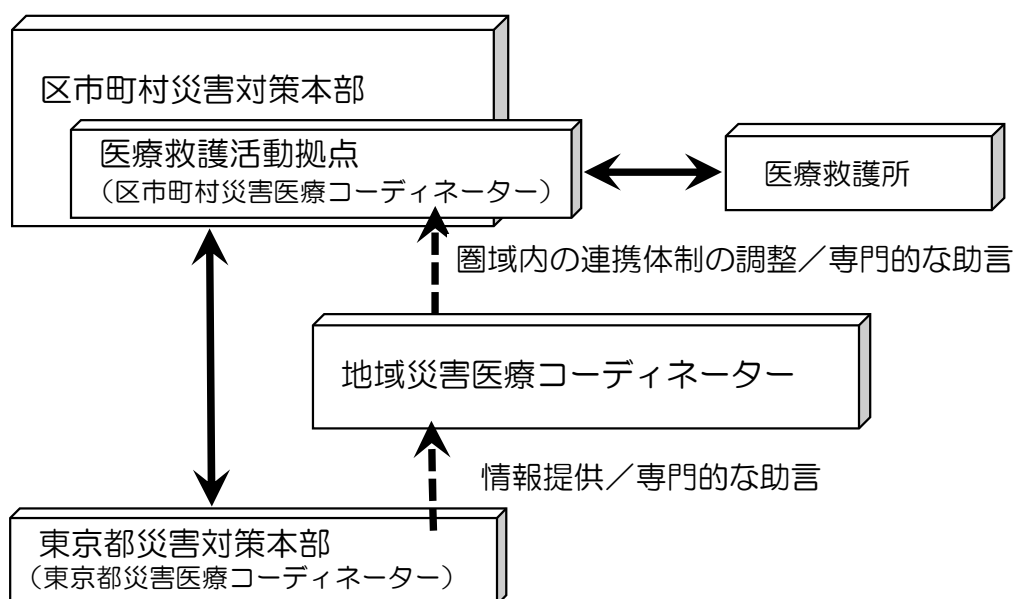 区市町村災害対策本部
医療救護活動拠点
（区市町村災害医療コーディネーター）
医療救護所
圏域内の連携体制の調整／専門的な助言
地域災害医療コーディネーター
情報提供／専門的な助言
東京都災害対策本部
（東京都災害医療コーディネーター）